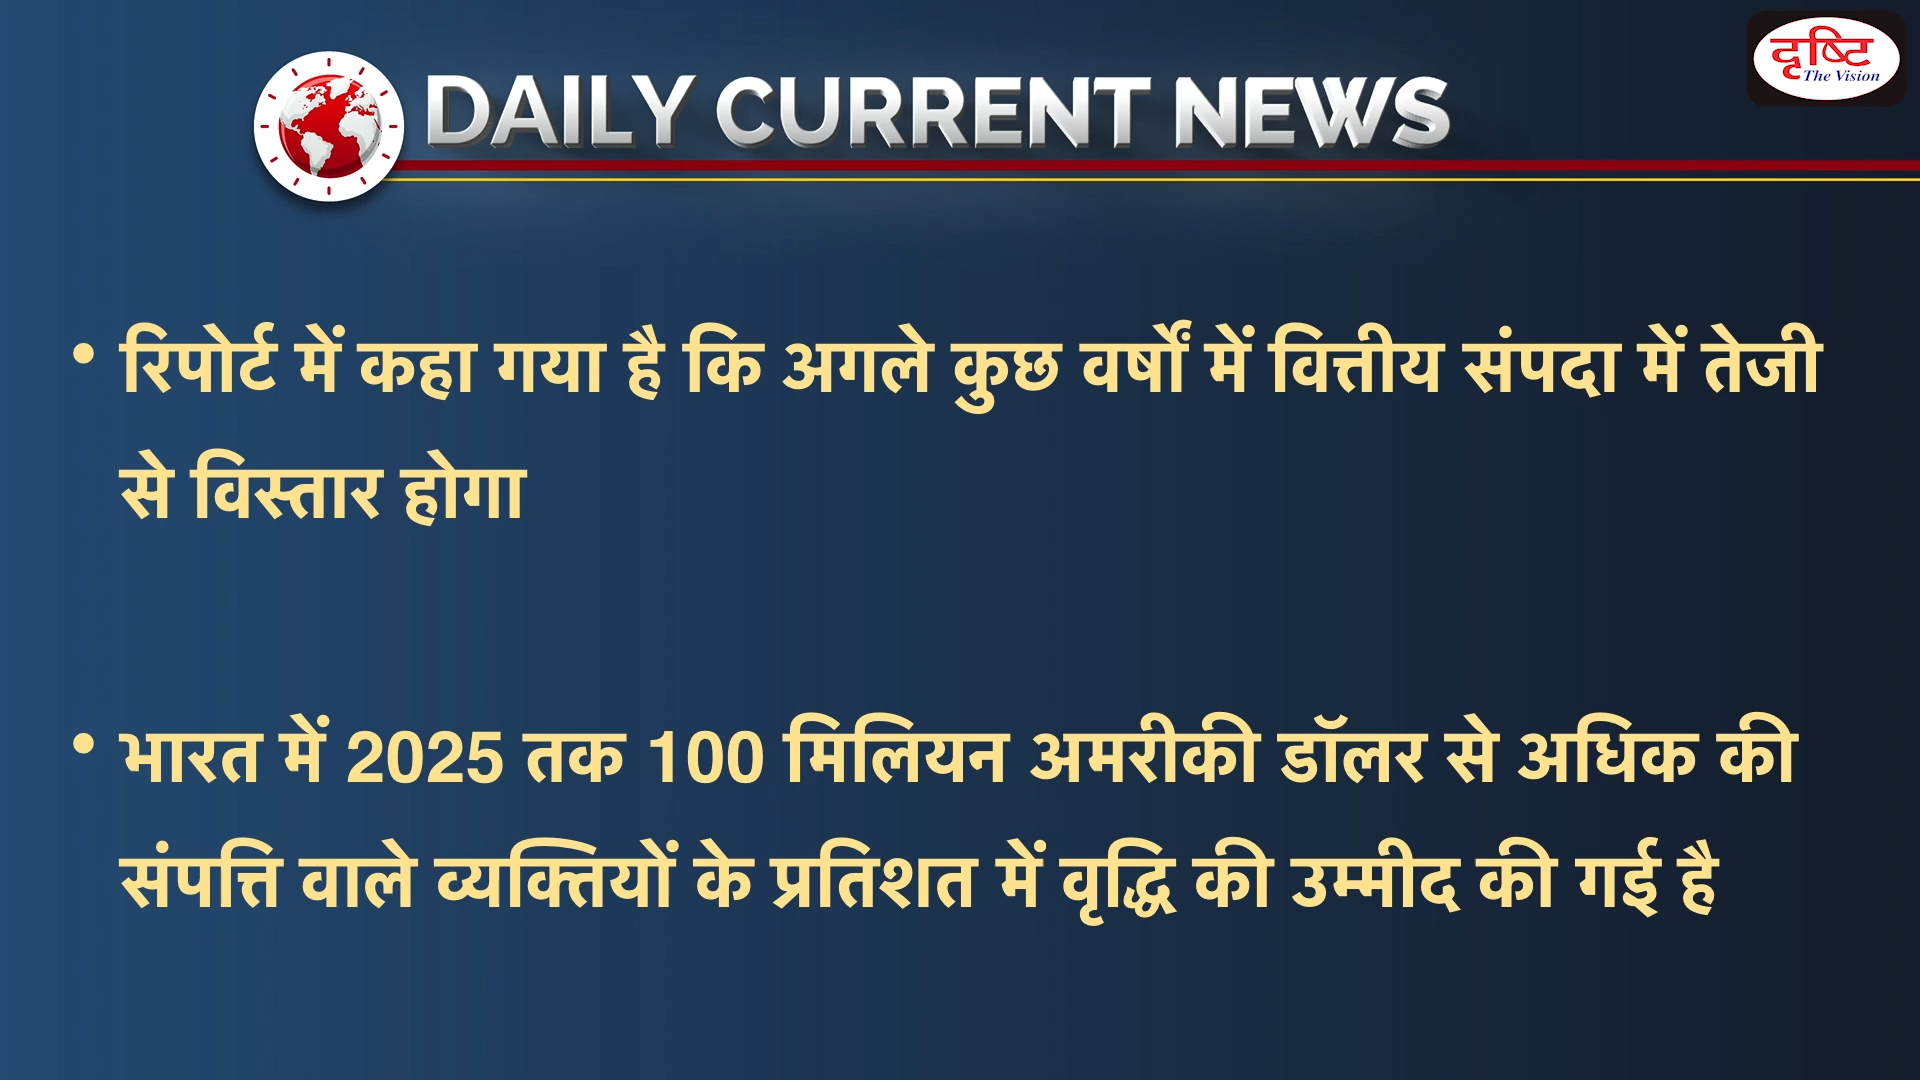 दृष्टि
The Vision
DAILY CURRENT NEWS
• रिपोर्ट में कहा गया है कि अगले कुछ वर्षों में वित्तीय संपदा में तेजी
से विस्तार होगा
• भारत में 2025 तक 100 मिलियन अमरीकी डॉलर से अधिक की
संपत्ति वाले व्यक्तियों के प्रतिशत में वृद्धि की उम्मीद की गई है